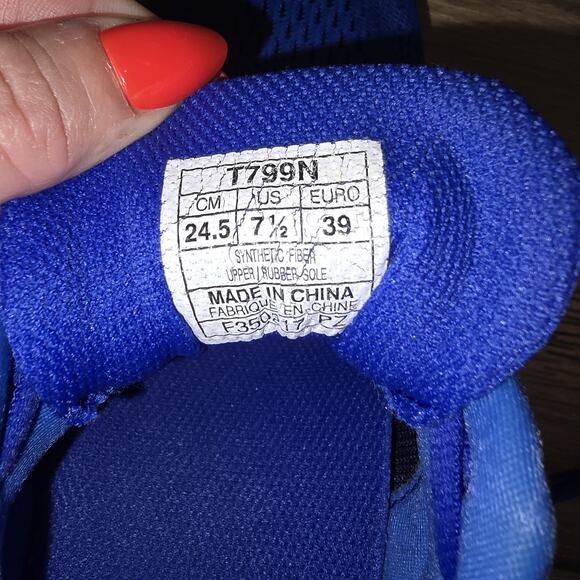 T799N
CM US EURO
24.5 7½ 39
SYNTHETIC FIBER
UPPER / RUBBER SOLE
MADE IN CHINA
FABRIQUE EN CHINE
PZ